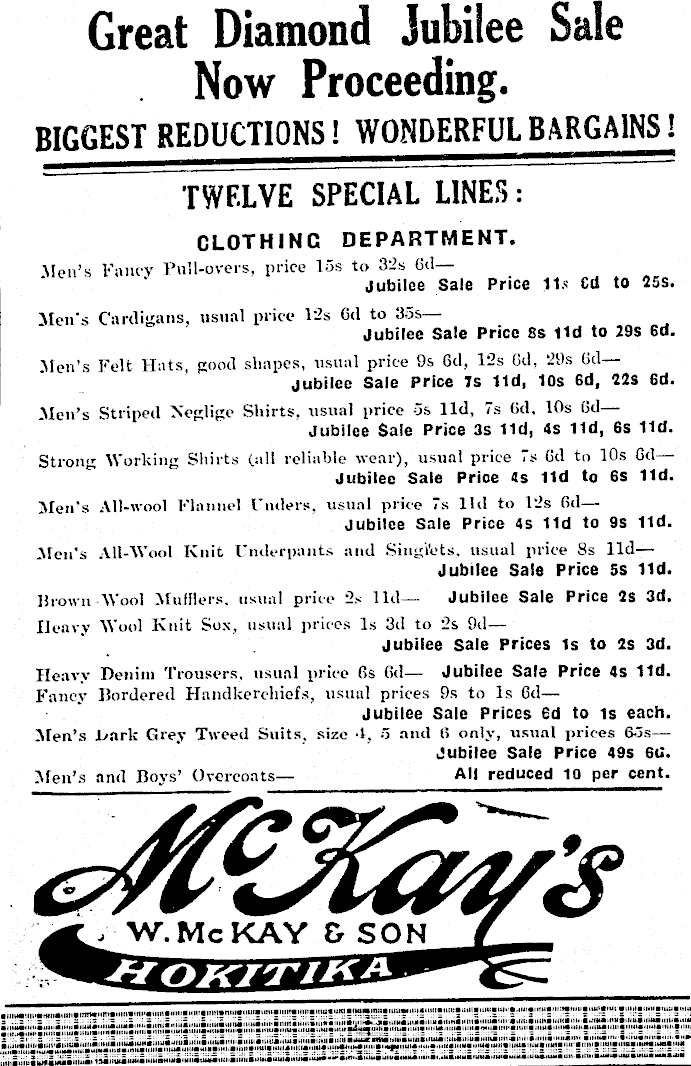 Great Diamond Jubilee Sale
Now Proceeding.
BIGGEST REDUCTIONS! WONDERFUL BARGAINS!
TWELVE SPECIAL LINES:
CLOTHING DEPARTMENT.
Men's Fancy Pull-overs, price 15s to 32s 6d—
Jubilee Sale Price 11s 6d to 25s.
Men's Cardigans, usual price 12s 6d to 35s—
Jubilee Sale Price 8s 11d to 29s 6d.
Men's Felt Hats, good shapes, usual price 9s 6d, 12s 6d, 29s 6d—
Jubilee Sale Price 7s 11d, 10s 6d, 22s 6d.
Men's Striped Neglige Shirts, usual price 5s 11d, 7s 6d, 10s 6d—
Jubilee Sale Price 3s 11d, 4s 11d, 6s 11d.
Strong Working Shirts (all reliable wear), usual price 7s 6d to 10s 6d—
Jubilee Sale Price 4s 11d to 6s 11d.
Men's All-wool Flannel Unders, usual price 7s 11d to 12s 6d—
Jubilee Sale Price 4s 11d to 9s 11d.
Men's All-Wool Knit Underpants and Singlets, usual price 8s 11d—
Jubilee Sale Price 5s 11d.
Brown Wool Mufflers, usual price 2s 11d— Jubilee Sale Price 2s 3d.
Heavy Wool Knit Sox, usual prices 1s 3d to 2s 9d—
Jubilee Sale Prices 1s to 2s 3d.
Heavy Denim Trousers, usual price 6s 6d— Jubilee Sale Price 4s 11d.
Fancy Bordered Handkerchiefs, usual prices 9s to 1s 6d—
Jubilee Sale Prices 6d to 1s each.
Men's Dark Grey Tweed Suits, size 4, 5 and 6 only, usual prices 65s—
Jubilee Sale Price 49s 6d.
Men's and Boys' Overcoats— All reduced 10 per cent.
McKay's
W. McKAY & SON
HOKITIKA